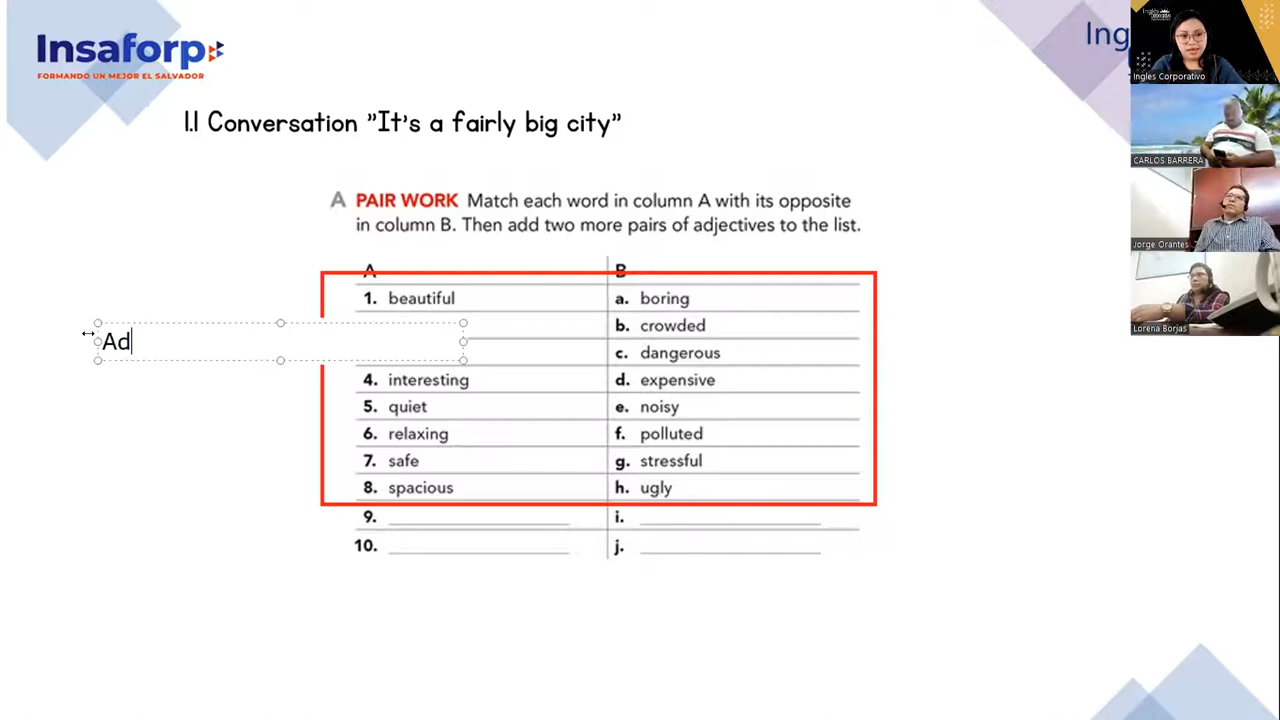 Insaforp
FORMANDO UN MEJOR EL SALVADOR
Ing
Inglés Corporativo
CARLOS BARRERA
Jorge Orantes
Lorena Borjas
1.1 Conversation "It's a fairly big city"
A PAIR WORK Match each word in column A with its opposite
in column B. Then add two more pairs of adjectives to the list.
A B
1. beautiful a. boring
b. crowded
Ad
c. dangerous
4. interesting d. expensive
5. quiet e. noisy
6. relaxing f. polluted
7. safe g. stressful
8. spacious h. ugly
9. i.
10. j.